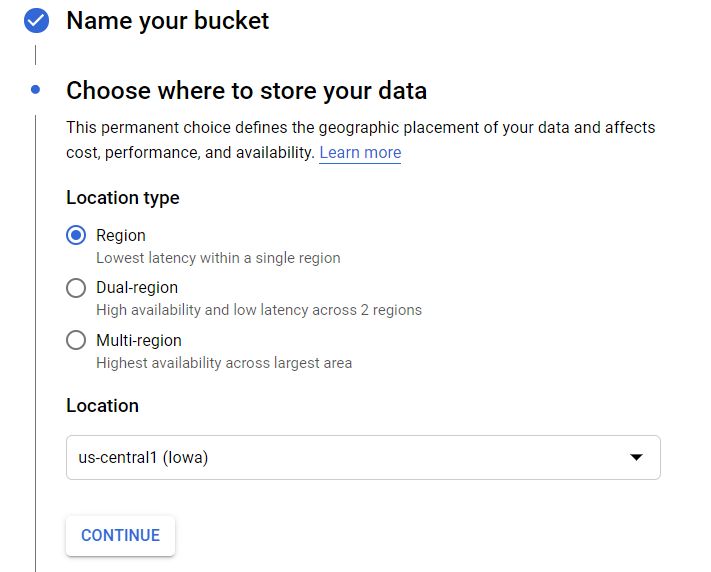 Name your bucket
Choose where to store your data
This permanent choice defines the geographic placement of your data and affects
cost, performance, and availability. Learn more
Location type
Region
Lowest latency within a single region
Dual-region
High availability and low latency across 2 regions
Multi-region
Highest availability across largest area
Location
us-central1 (Iowa)
CONTINUE